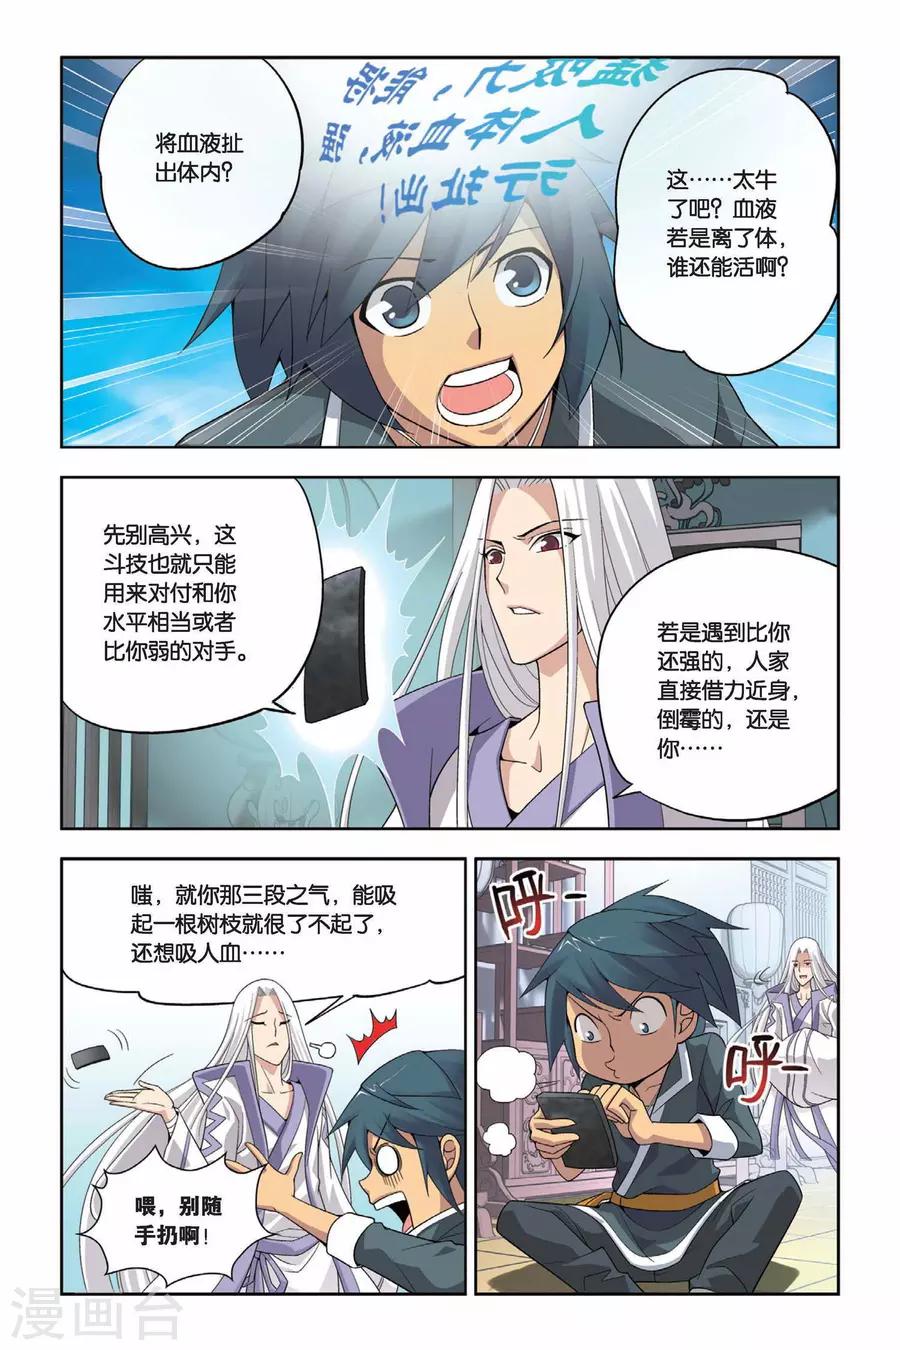 将血液扯
出体内？
这……太牛
了吧？血液
若是离了体，
谁还能活啊？
先别高兴，这
斗技也就只能
用来对付和你
水平相当或者
比你弱的对手。
若是遇到比你
还强的，人家
直接借力近身，
倒霉的，还是
你……
嗤，就你那三段之气，能吸
起一根树枝就很了不起了，
还想吸人血……
喂，别随
手扔啊！
呼-
呼-
漫画台